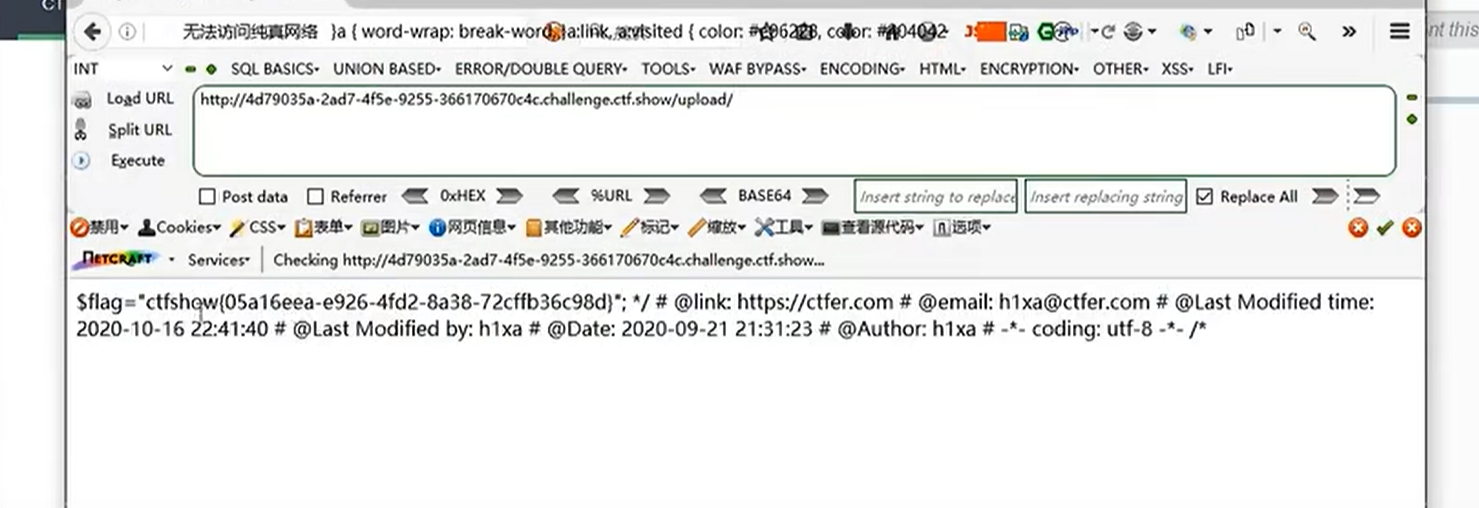 无法访问纯真网络 }a { word-wrap: break-word;
INT SQL BASICS UNION BASED ERROR/DOUBLE QUERY TOOLS WAF BYPASS ENCODING HTML ENCRYPTION OTHER XSS LFI
Load URL http://4d79035a-2ad7-4f5e-9255-366170670c4c.challenge.ctf.show/upload/
Split URL
Execute
Post data Referrer 0xHEX %URL BASE64 Insert string to replace Insert replacing string Replace All
禁用 Cookies CSS 表单 图片 网页信息 其他功能 标记 缩放 工具 查看源代码 选项
NETCRAFT Services Checking http://4d79035a-2ad7-4f5e-9255-366170670c4c.challenge.ctf.show...
$flag="ctfshow{05a16eea-e926-4fd2-8a38-72cffb36c98d}"; */ # @link: https://ctfer.com # @email: h1xa@ctfer.com # @Last Modified time:
2020-10-16 22:41:40 # @Last Modified by: h1xa # @Date: 2020-09-21 21:31:23 # @Author: h1xa # -*- coding: utf-8 -*- /*